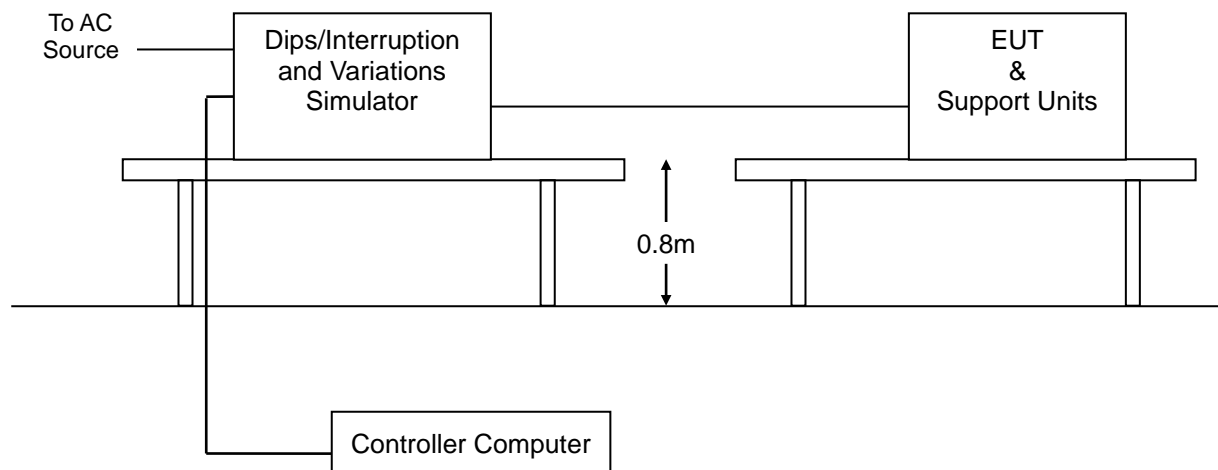 To AC
Source
Dips/Interruption
and Variations
Simulator
EUT
&
Support Units
0.8m
Controller Computer